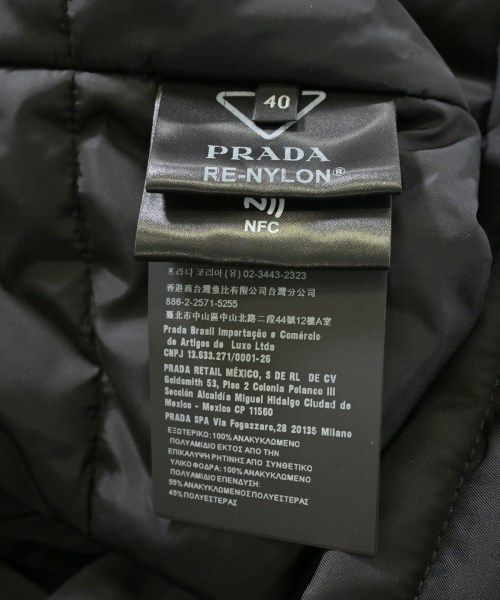 40
PRADA
RE-NYLON®
NFC
프라다 코리아 (유) 02-3443-2323
香港商台灣意比有限公司台灣分公司
886-2-2571-5255
臺北市中山區中山北路二段44號12樓A室
Prada Brasil Importação e Comércio
de Artigos de Luxo Ltda
CNPJ 13.633.271/0001-26
PRADA RETAIL MÉXICO, S DE RL DE CV
Goldsmith 53, Piso 2 Colonia Polanco III
Sección Alcaldía Miguel Hidalgo Ciudad de
Mexico - Mexico CP 11560
PRADA SPA Via Fogazzaro, 28 20135 Milano
ΕΞΩΤΕΡΙΚΟ: 100% ΑΝΑΚΥΚΛΩΜΕΝΟ
ΠΟΛΥΑΜΙΔΙΟ ΕΚΤΟΣ ΑΠΟ ΤΗΝ
ΕΠΙΚΑΛΥΨΗ ΡΗΤΙΝΗΣ ΑΠΟ ΣΥΝΘΕΤΙΚΟ
ΥΛΙΚΟ ΦΟΔΡΑ: 100% ΑΝΑΚΥΚΛΩΜΕΝΟ
ΠΟΛΥΑΜΙΔΙΟ ΕΠΕΝΔΥΣΗ:
55% ΑΝΑΚΥΚΛΩΜΕΝΟΣ ΠΟΛΥΕΣΤΕΡΑΣ
45% ΠΟΛΥΕΣΤΕΡΑΣ